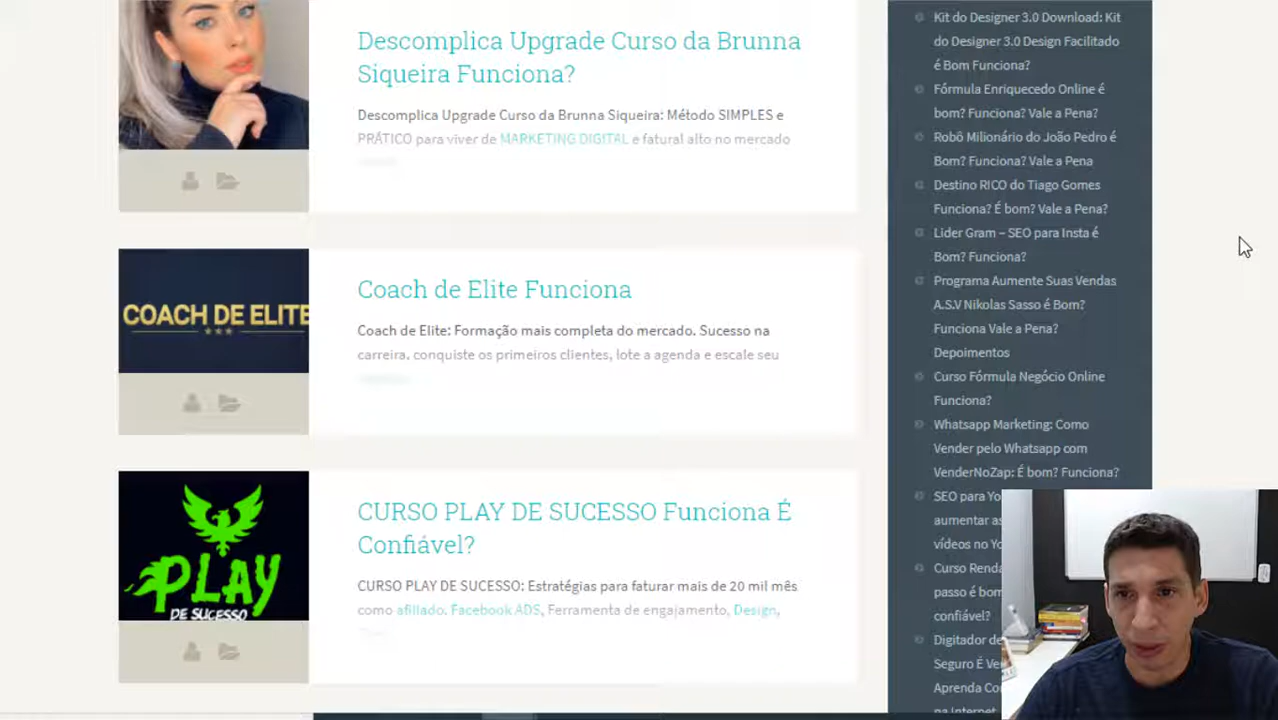 Descomplica Upgrade Curso da Brunna
Siqueira Funciona?
Descomplica Upgrade Curso da Brunna Siqueira: Método SIMPLES e
PRÁTICO para viver de MARKETING DIGITAL e fatural alto no mercado
COACH DE ELITE
Coach de Elite Funciona
Coach de Elite: Formação mais completa do mercado. Sucesso na
carreira, conquiste os primeiros clientes, lote a agenda e escale seu
PLAY
DE SUCESSO
CURSO PLAY DE SUCESSO Funciona É
Confiável?
CURSO PLAY DE SUCESSO: Estratégias para faturar mais de 20 mil mês
como afiliado. Facebook ADS, Ferramenta de engajamento, Design,
Kit do Designer 3.0 Download: Kit
do Designer 3.0 Design Facilitado
é Bom Funciona?
Fórmula Enriquecedo Online é
bom? Funciona? Vale a Pena?
Robô Milionário do João Pedro é
Bom? Funciona? Vale a Pena
Destino RICO do Tiago Gomes
Funciona? É bom? Vale a Pena?
Lider Gram – SEO para Insta é
Bom? Funciona?
Programa Aumente Suas Vendas
A.S.V Nikolas Sasso é Bom?
Funciona Vale a Pena?
Depoimentos
Curso Fórmula Negócio Online
Funciona?
Whatsapp Marketing: Como
Vender pelo Whatsapp com
VenderNoZap: É bom? Funciona?
SEO para Yo
aumentar as
vídeos no Yo
Curso Renda
passo é bom
confiável?
Digitador de
Seguro É Ve
Aprenda Co
na Internet